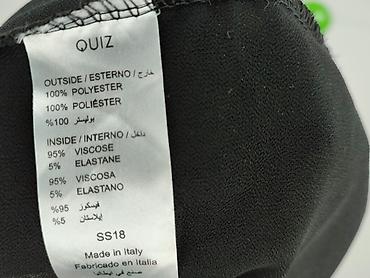 QUIZ
OUTSIDE / ESTERNO / خارج
100% POLYESTER
100% POLIÉSTER
%100 بوليستر
INSIDE / INTERNO / داخل
95% VISCOSE
5% ELASTANE
95% VISCOSA
5% ELASTANO
%95 فيسكوز
%5 إيلاستان
SS18
Made in Italy
Fabricado en Italia
صنع في إيطاليا